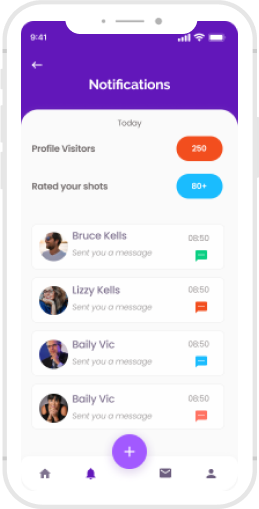 9:41
Notifications
Today
Profile Visitors 250
Rated your shots 80+
Bruce Kells 08:50
Sent you a message
Lizzy Kells 08:50
Sent you a message
Baily Vic 08:50
Sent you a message
Baily Vic 08:50
Sent you a message